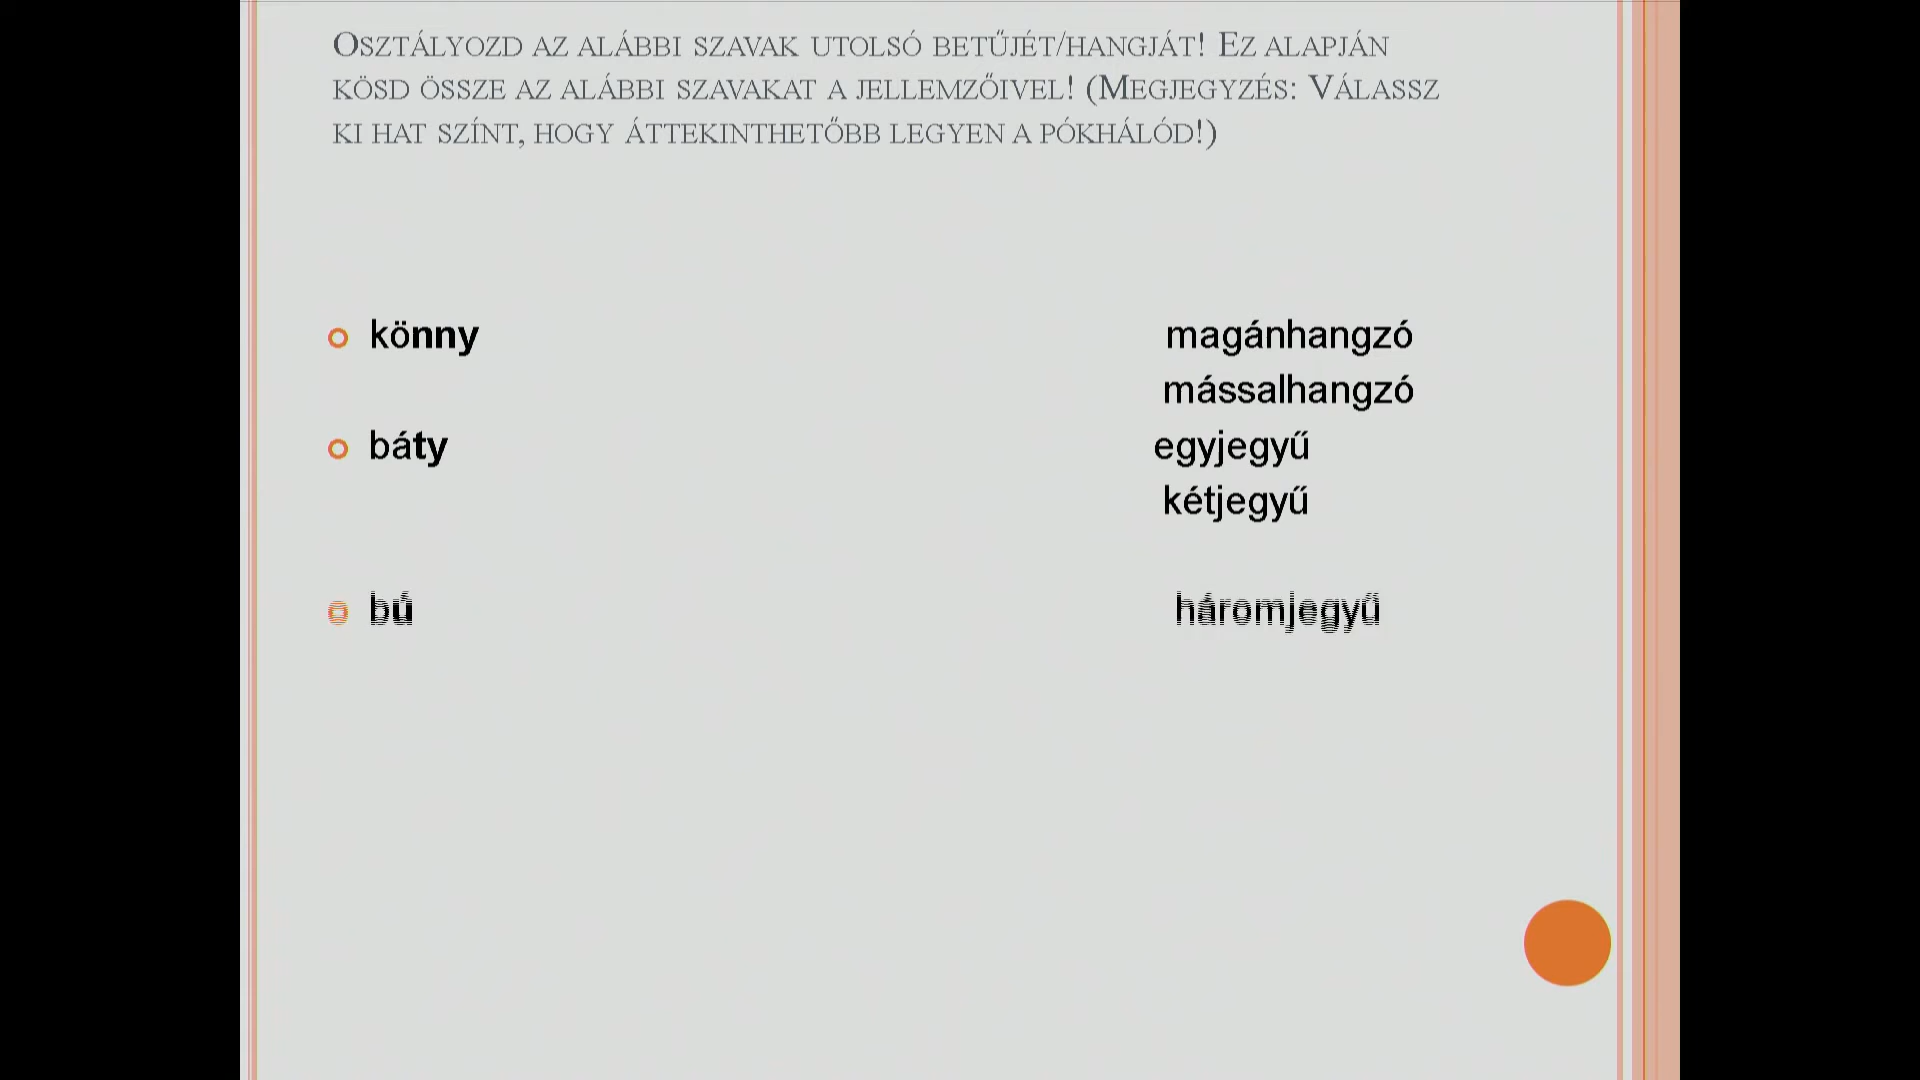 OSZTÁLYOZD AZ ALÁBBI SZAVAK UTOLSÓ BETŰJÉT/HANGJÁT! EZ ALAPJÁN
KÖSD ÖSSZE AZ ALÁBBI SZAVAKAT A JELLEMZŐIVEL! (MEGJEGYZÉS: VÁLASSZ
KI HAT SZÍNT, HOGY ÁTTEKINTHETŐBB LEGYEN A PÓKHÁLÓD!)
könny
magánhangzó
mássalhangzó
báty
egyjegyű
kétjegyű
bú
háromjegyű